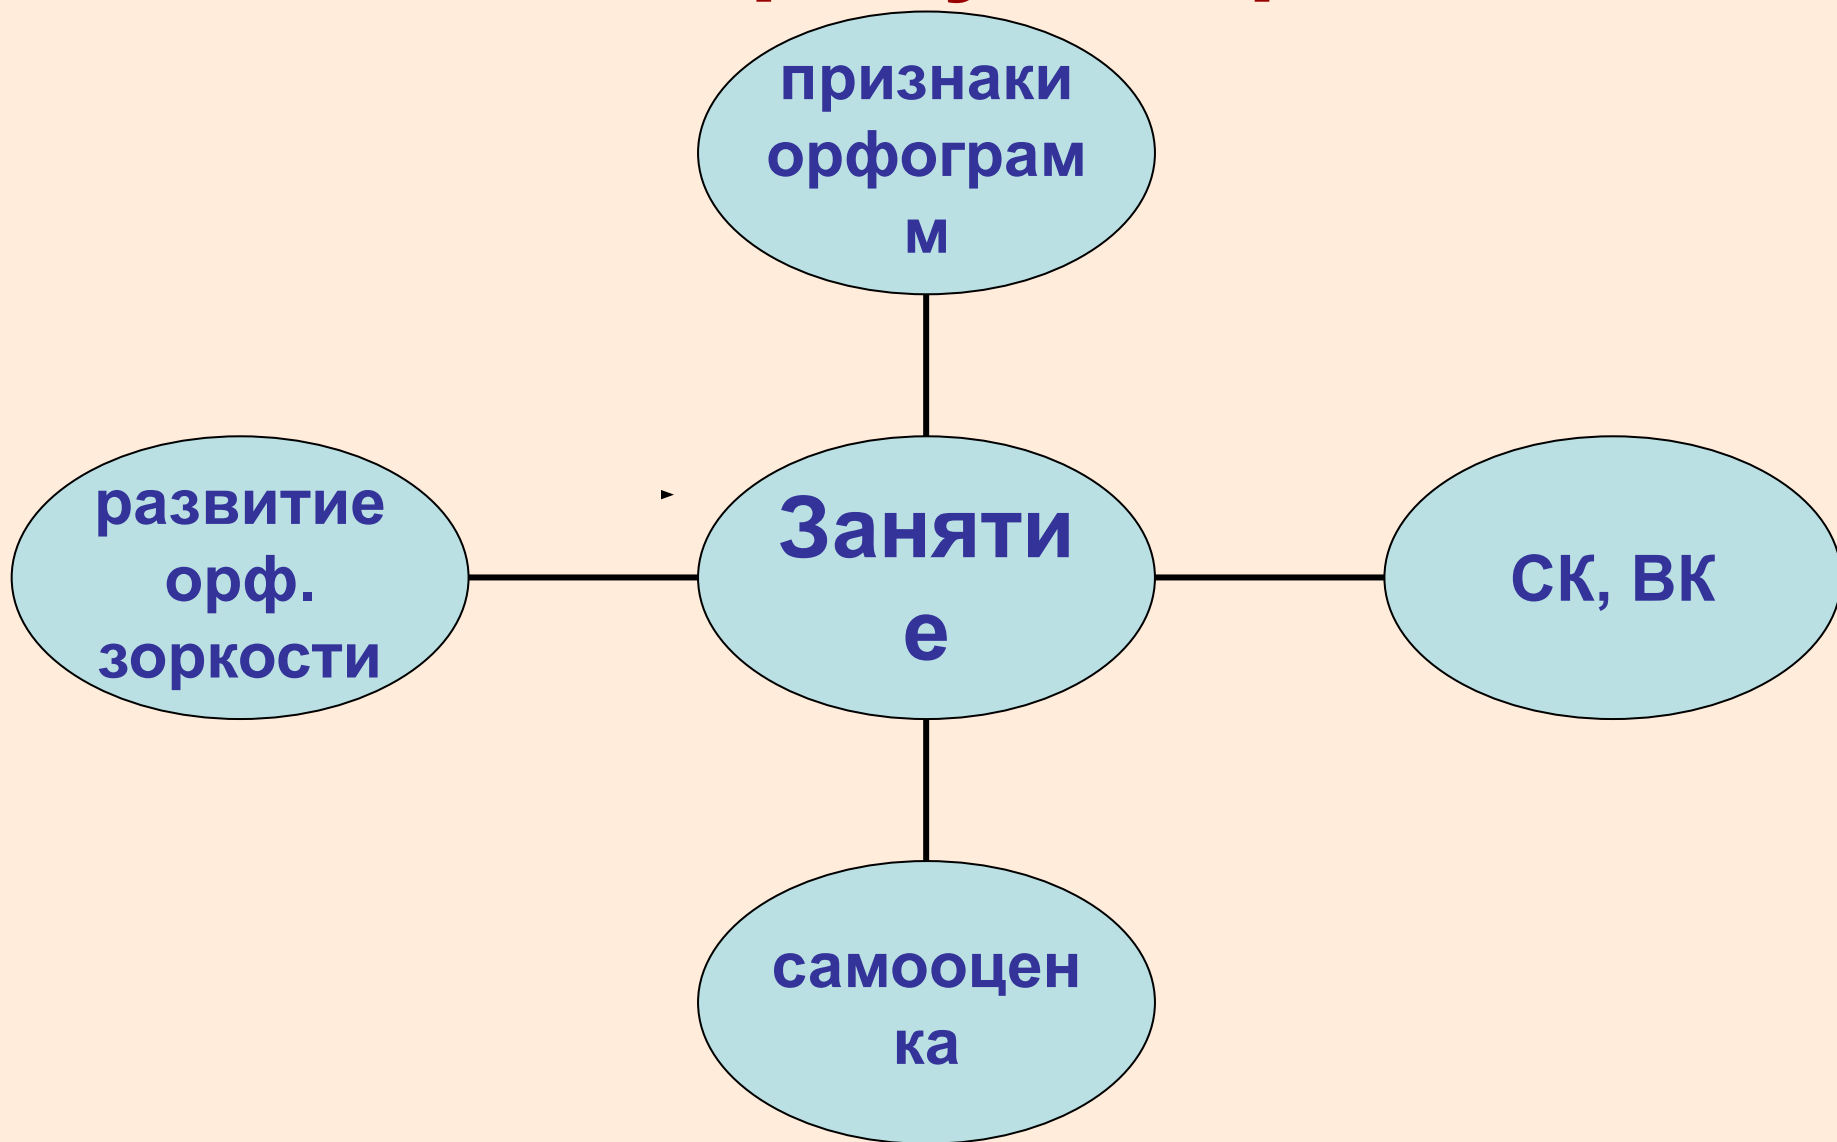 признаки
орфограм
м
развитие
орф.
зоркости
Заняти
е
СК, ВК
самооцен
ка